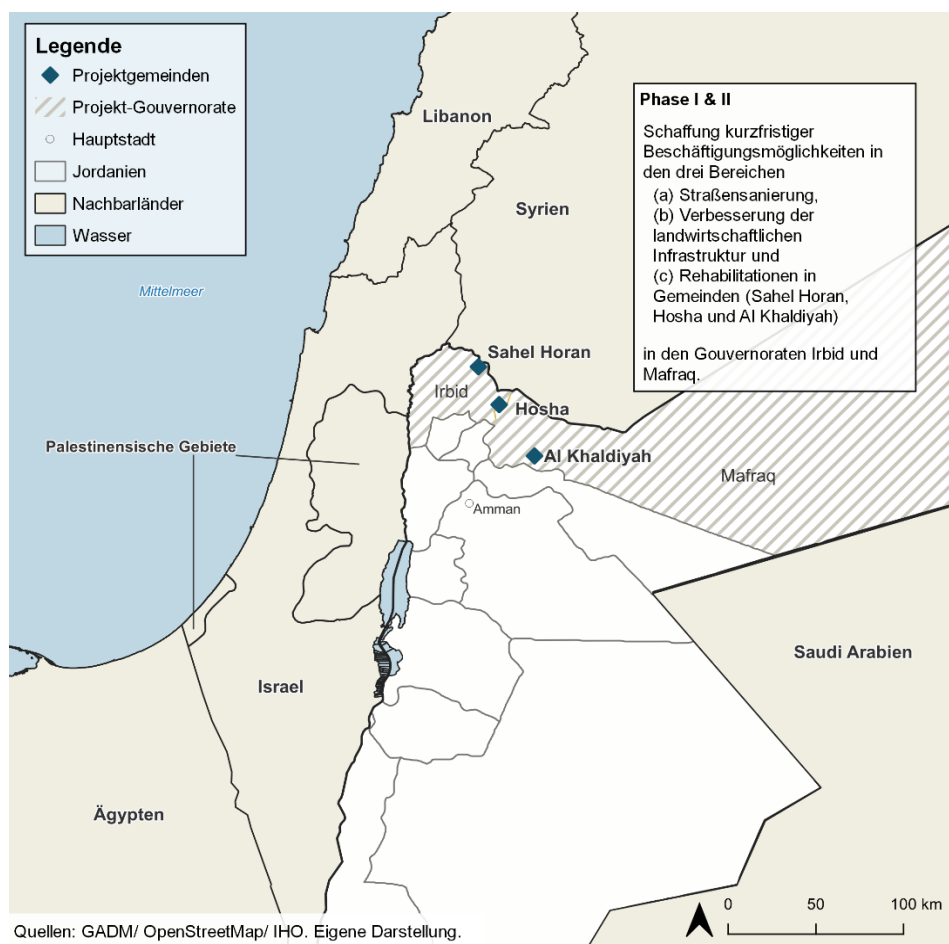 Legende
Projektgemeinden
Projekt-Gouvernorate
Hauptstadt
Jordanien
Nachbarländer
Wasser
Phase I & II
Schaffung kurzfristiger
Beschäftigungsmöglichkeiten in
den drei Bereichen
(a) Straßensanierung,
(b) Verbesserung der
landwirtschaftlichen
Infrastruktur und
(c) Rehabilitationen in
Gemeinden (Sahel Horan,
Hosha und Al Khaldiyah)
in den Gouvernoraten Irbid und
Mafraq.
Libanon
Syrien
Mittelmeer
Sahel Horan
Irbid
Hosha
Palestinensische Gebiete
Al Khaldiyah
Mafraq
Amman
Saudi Arabien
Israel
Ägypten
0 50 100 km
Quellen: GADM/ OpenStreetMap/ IHO. Eigene Darstellung.